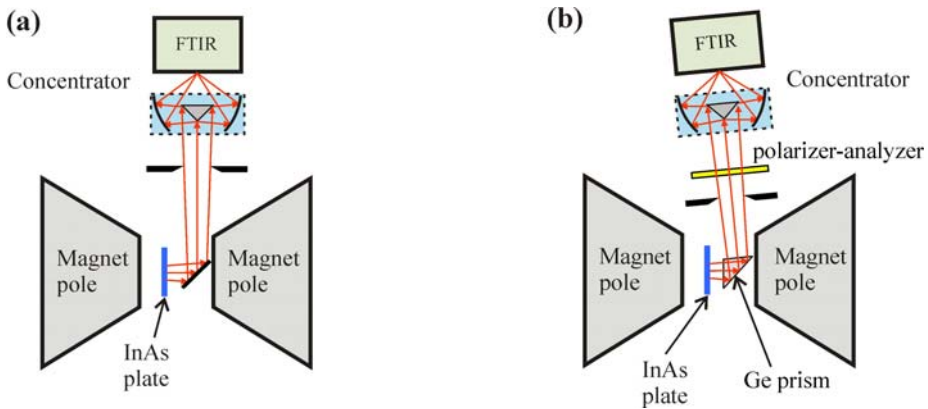 (a)
FTIR
Concentrator
Magnet
pole
Magnet
pole
InAs
plate
(b)
FTIR
Concentrator
polarizer-analyzer
Magnet
pole
Magnet
pole
InAs
plate
Ge prism